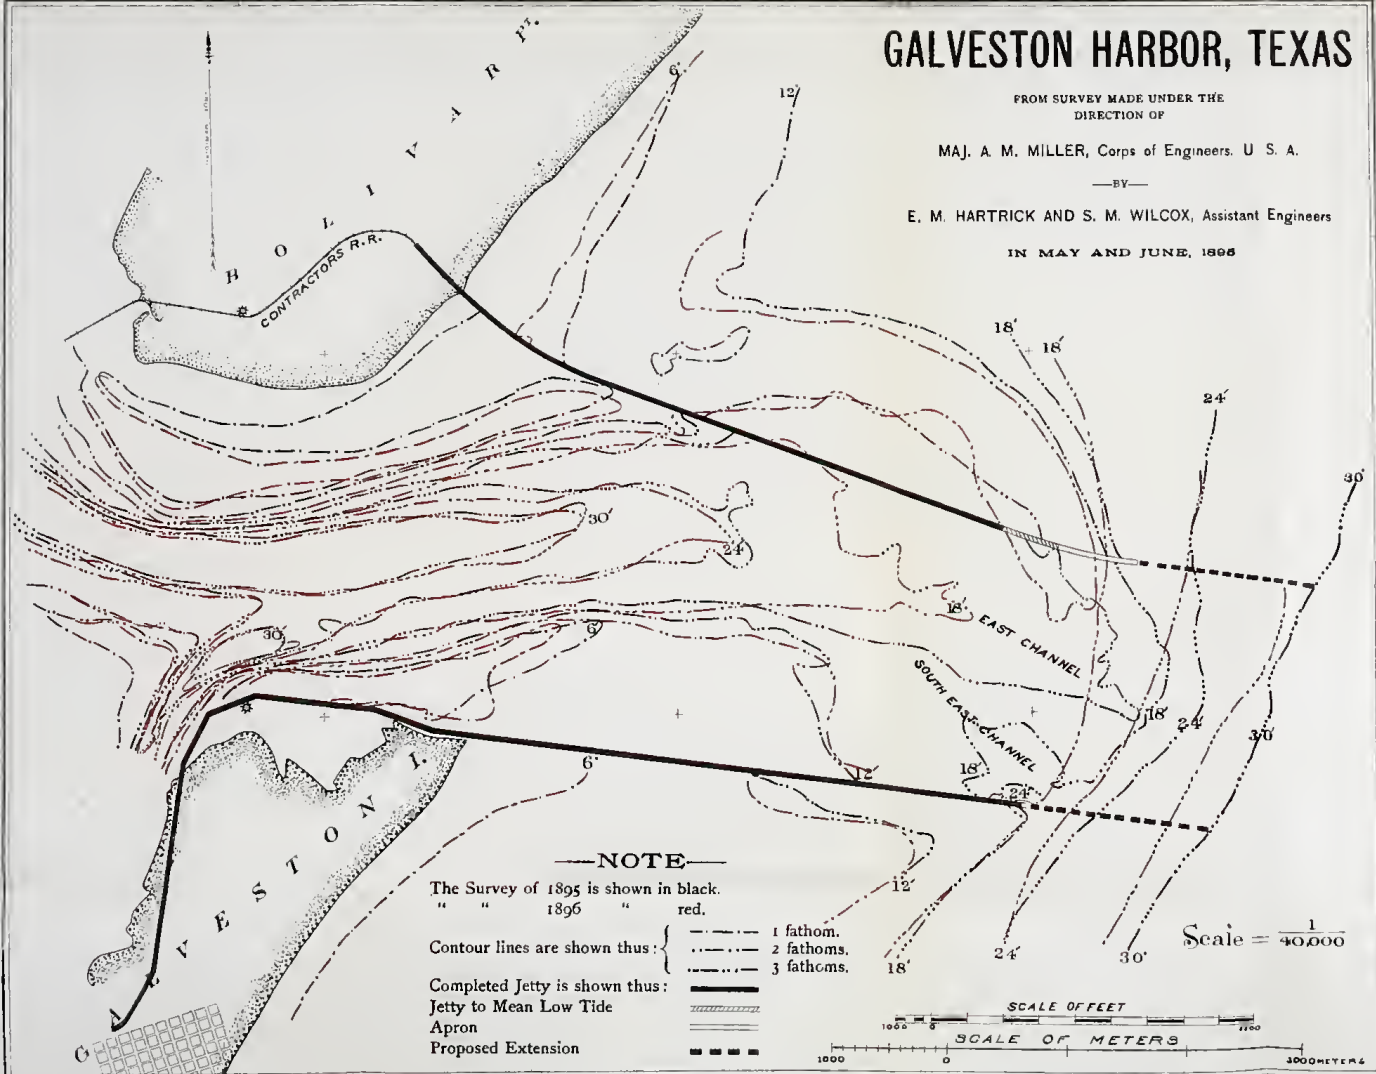 GALVESTON HARBOR, TEXAS
FROM SURVEY MADE UNDER THE
DIRECTION OF
MAJ. A. M. MILLER, Corps of Engineers. U S. A.
—BY—
E. M. HARTRICK AND S. M. WILCOX, Assistant Engineers
IN MAY AND JUNE,
BOLIVAR PT.
CONTRACTORS R.R.
6'
12'
18'
18'
24'
30'
30'
24'
18'
EAST CHANNEL
30'
6'
SOUTH EAST CHANNEL
18'
24'
30'
18'
12'
24'
6'
GALVESTON I.
12'
18'
24'
30'
—NOTE—
The Survey of 1895 is shown in black.
" " 1896 " red.
Contour lines are shown thus:
1 fathom.
2 fathoms.
3 fathoms.
Completed Jetty is shown thus:
Jetty to Mean Low Tide
Apron
Proposed Extension
Scale = 1/40,000
SCALE OF FEET
1000 0
SCALE OF METERS
1000 0 3000 METERS